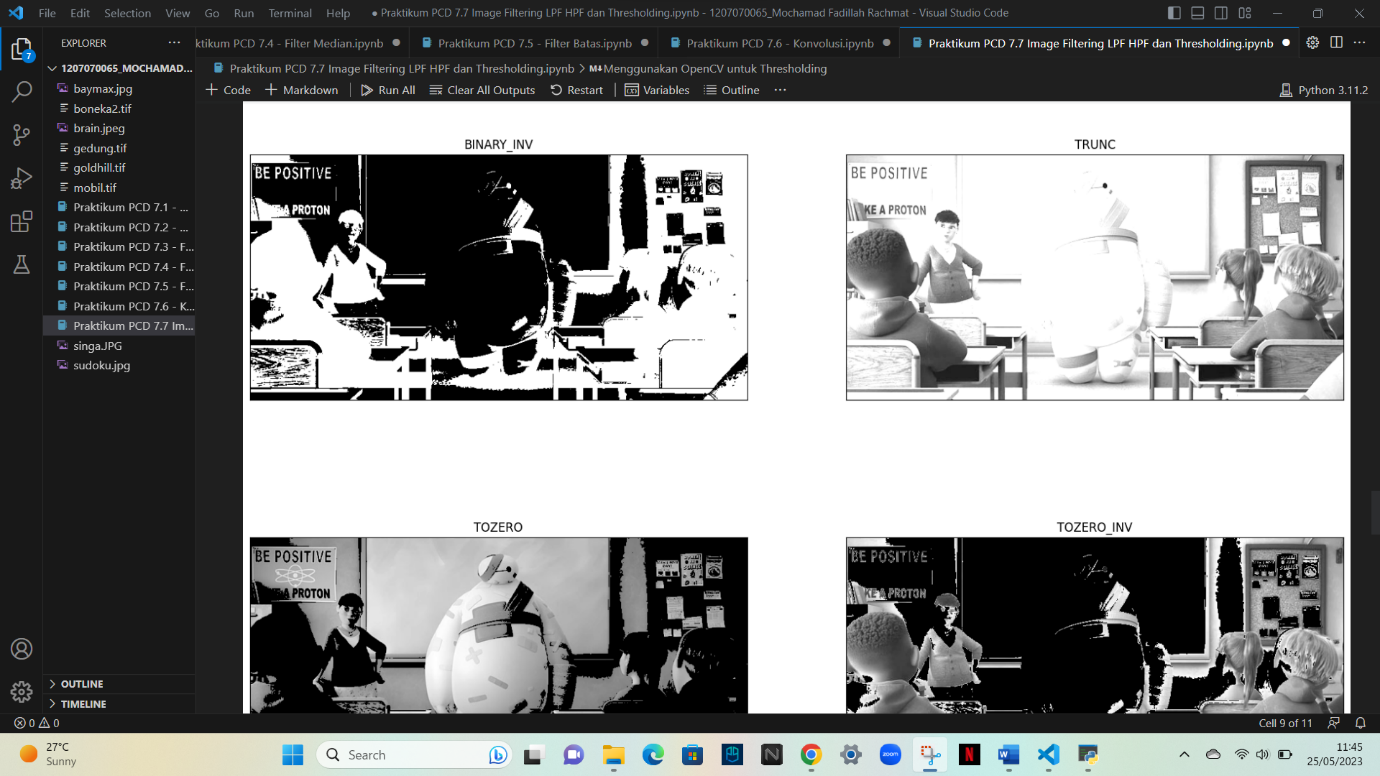 File Edit Selection View Go Run Terminal Help
● Praktikum PCD 7.7 Image Filtering LPF HPF dan Thresholding.ipynb - 1207070065_Mochamad Fadillah Rachmat - Visual Studio Code
EXPLORER
ktikum PCD 7.4 - Filter Median.ipynb
Praktikum PCD 7.5 - Filter Batas.ipynb
Praktikum PCD 7.6 - Konvolusi.ipynb
Praktikum PCD 7.7 Image Filtering LPF HPF dan Thresholding.ipynb
7
1207070065_MOCHAMAD...
baymax.jpg
boneka2.tif
brain.jpeg
gedung.tif
goldhill.tif
mobil.tif
Praktikum PCD 7.1 - ...
Praktikum PCD 7.2 - ...
Praktikum PCD 7.3 - F...
Praktikum PCD 7.4 - F...
Praktikum PCD 7.5 - F...
Praktikum PCD 7.6 - K...
Praktikum PCD 7.7 Im...
singa.JPG
sudoku.jpg
OUTLINE
TIMELINE
Praktikum PCD 7.7 Image Filtering LPF HPF dan Thresholding.ipynb > M↓ Menggunakan OpenCV untuk Thresholding
+ Code + Markdown Run All Clear All Outputs Restart Variables Outline ...
Python 3.11.2
BINARY_INV
BE POSITIVE
KE A PROTON
TRUNC
BE POSITIVE
KE A PROTON
TOZERO
BE POSITIVE
KE A PROTON
TOZERO_INV
BE POSITIVE
KE A PROTON
0 0
Cell 9 of 11
27°C
Sunny
Search
zoom
11:45
25/05/2023